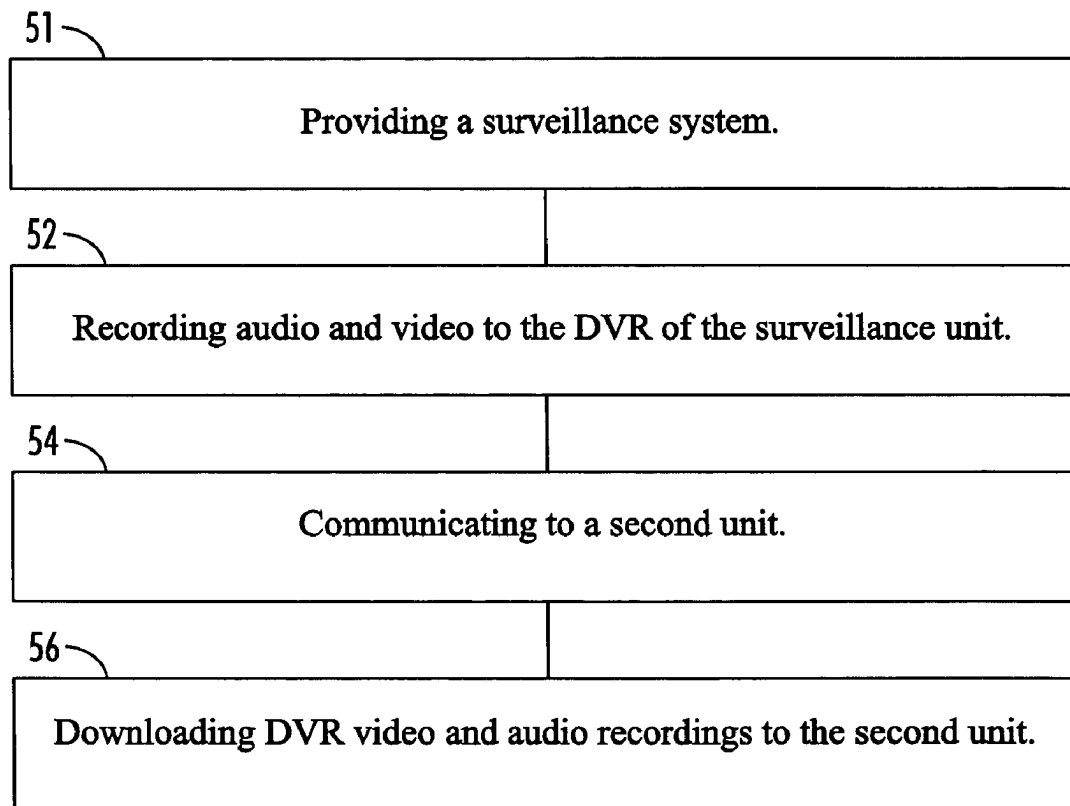 51
Providing a surveillance system.
52
Recording audio and video to the DVR of the surveillance unit.
54
Communicating to a second unit.
56
Downloading DVR video and audio recordings to the second unit.